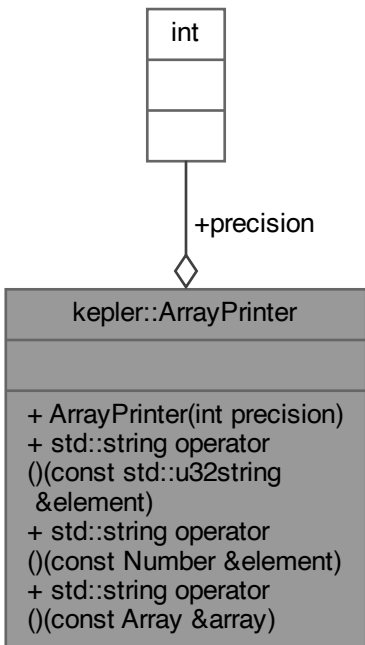 int
+precision
kepler::ArrayPrinter
+ ArrayPrinter(int precision)
+ std::string operator
()(const std::u32string
&element)
+ std::string operator
()(const Number &element)
+ std::string operator
()(const Array &array)